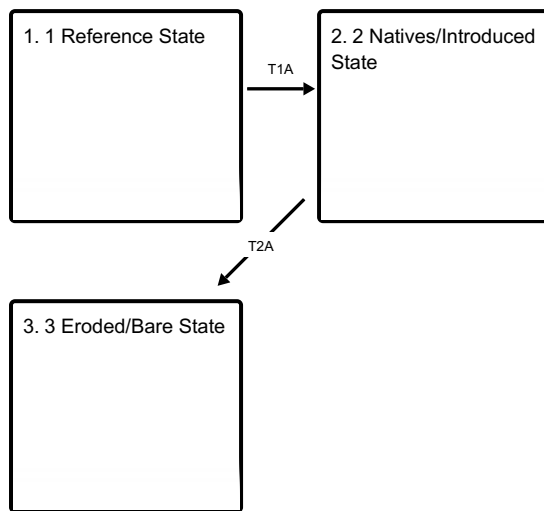 1. 1 Reference State
T1A
2. 2 Natives/Introduced
State
T2A
3. 3 Eroded/Bare State